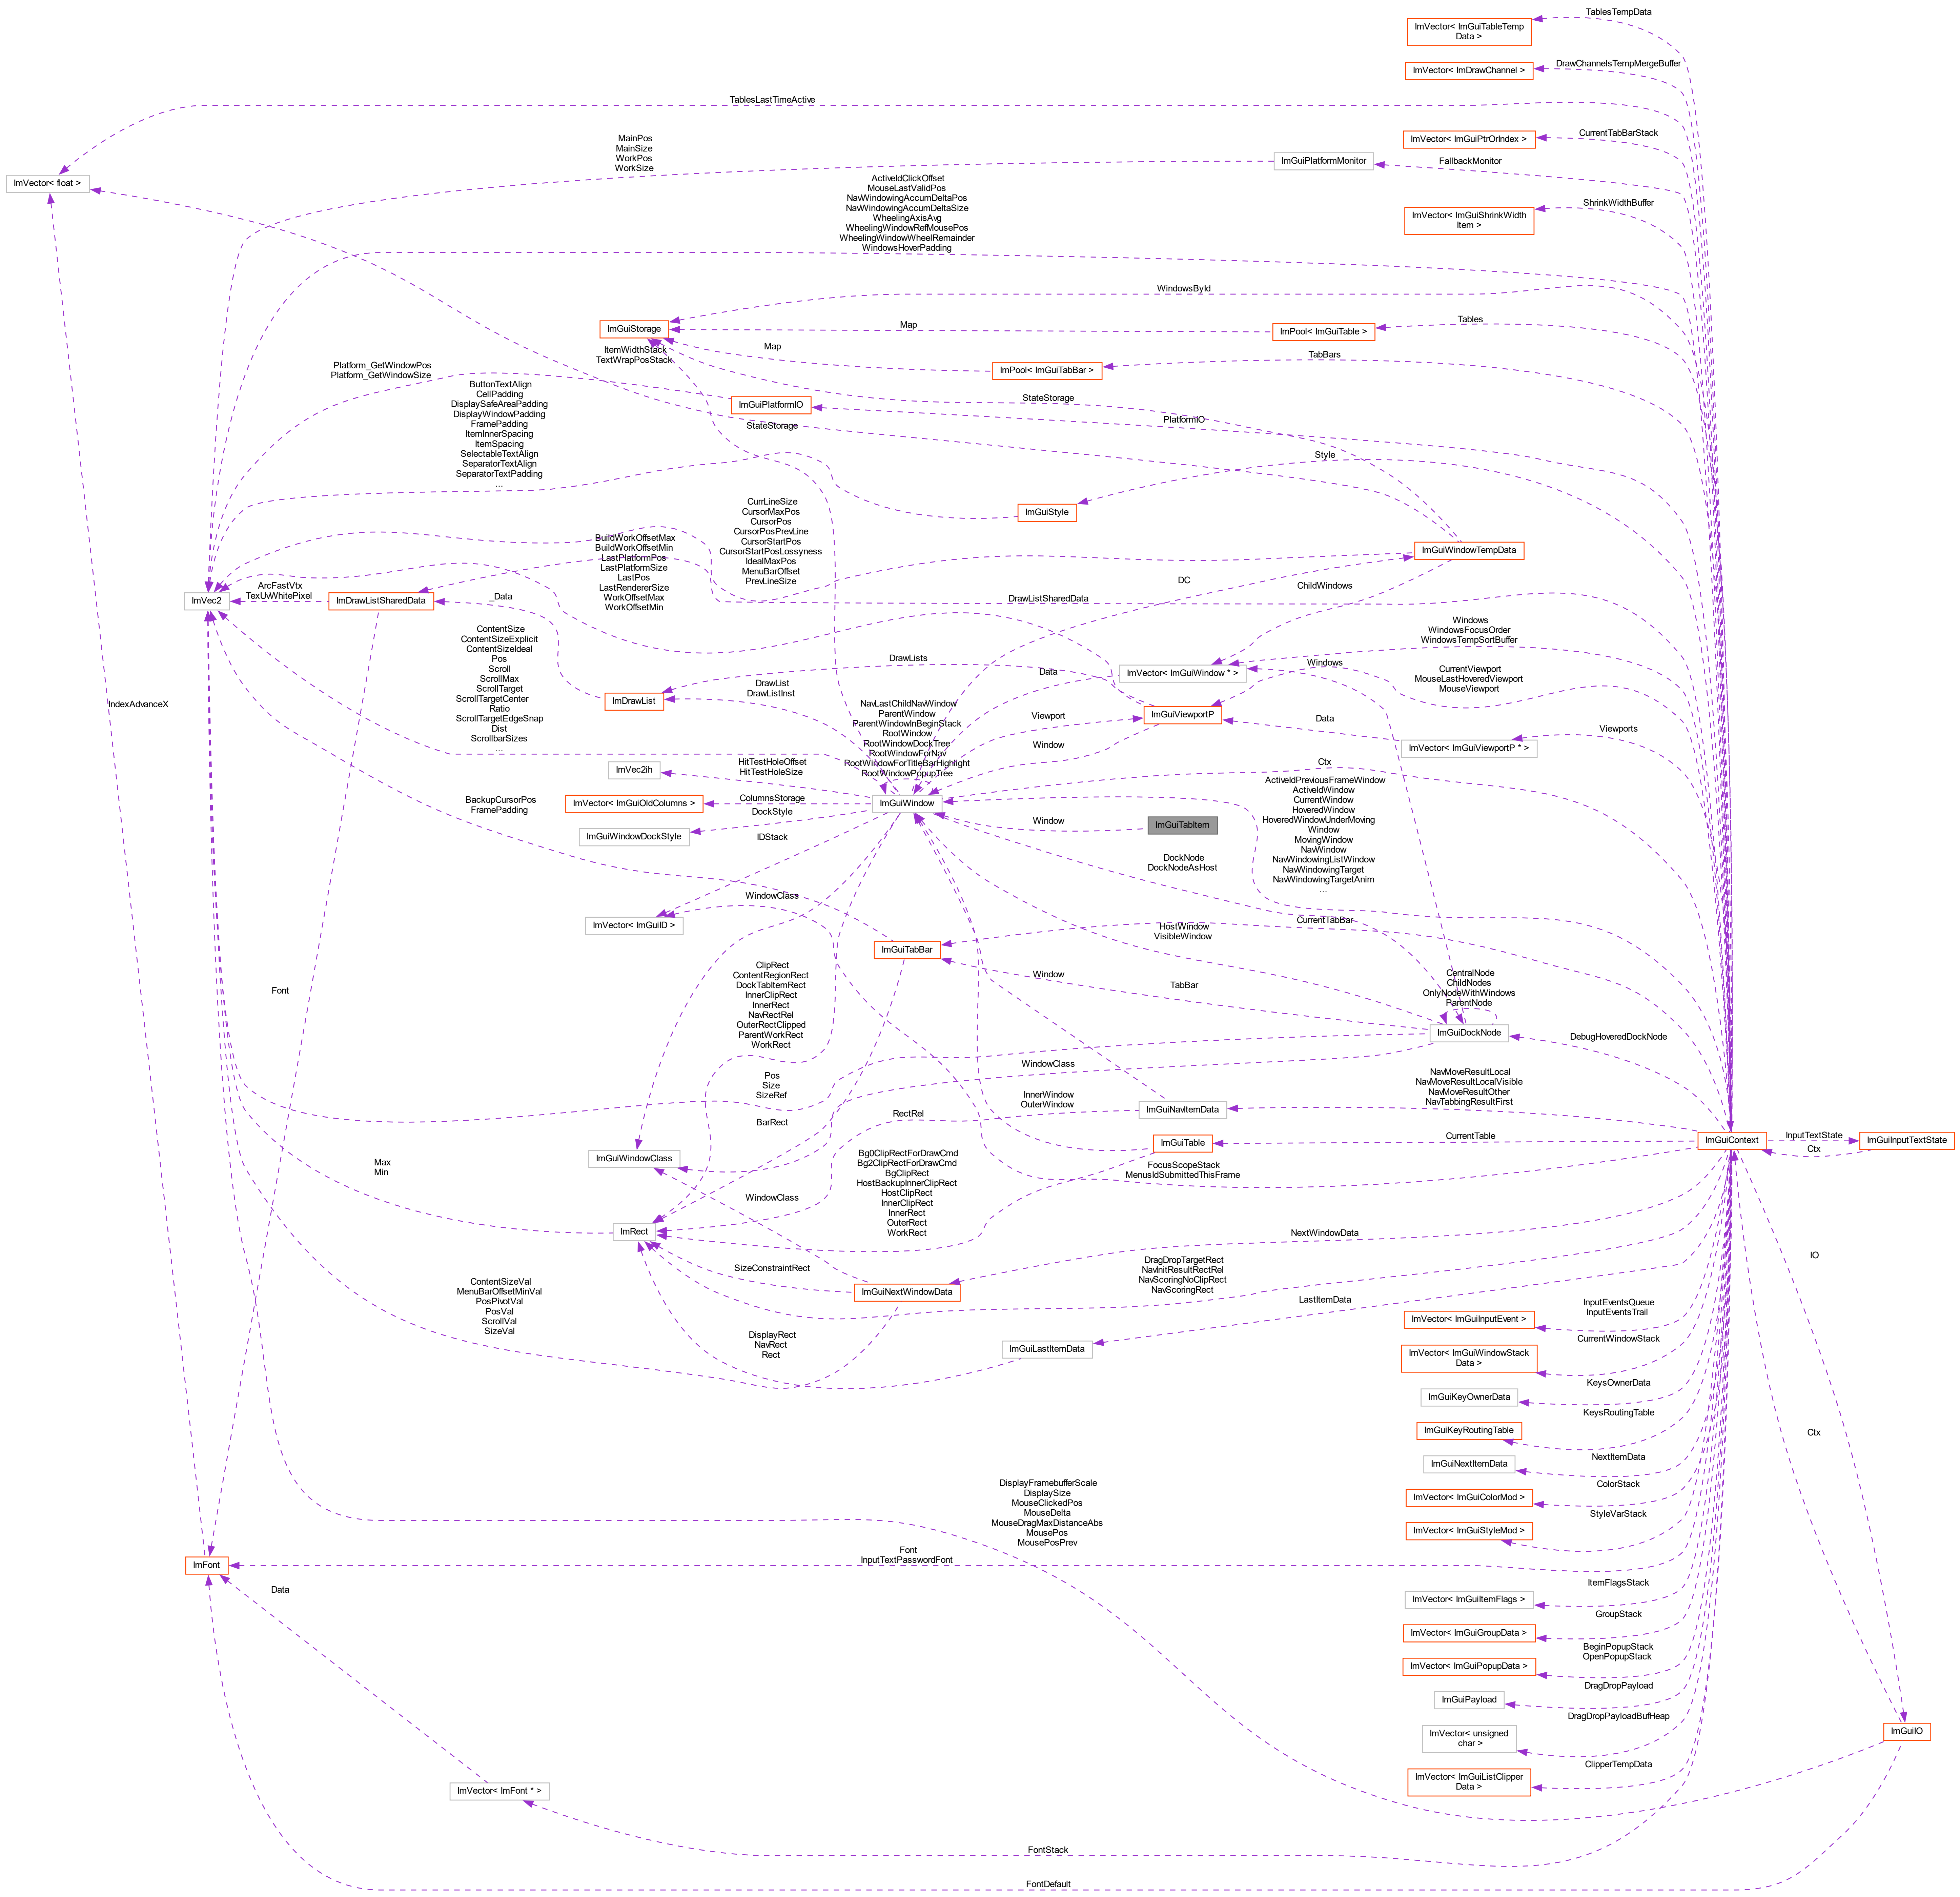 TablesTempData
ImVector< ImGuiTableTemp
Data >
DrawChannelsTempMergeBuffer
ImVector< ImDrawChannel >
TablesLastTimeActive
CurrentTabBarStack
ImVector< ImGuiPtrOrIndex >
MainPos
MainSize
WorkPos
WorkSize
ImGuiPlatformMonitor
FallbackMonitor
ImVector< float >
ActiveIdClickOffset
MouseLastValidPos
NavWindowingAccumDeltaPos
NavWindowingAccumDeltaSize
WheelingAxisAvg
WheelingWindowRefMousePos
WheelingWindowWheelRemainder
WindowsHoverPadding
ShrinkWidthBuffer
ImVector< ImGuiShrinkWidth
Item >
WindowsById
ImGuiStorage
Map
ImPool< ImGuiTable >
Tables
ItemWidthStack
TextWrapPosStack
Map
ImPool< ImGuiTabBar >
TabBars
Platform_GetWindowPos
Platform_GetWindowSize
ImGuiPlatformIO
StateStorage
PlatformIO
StateStorage
ButtonTextAlign
CellPadding
DisplaySafeAreaPadding
DisplayWindowPadding
FramePadding
ItemInnerSpacing
ItemSpacing
SelectableTextAlign
SeparatorTextAlign
SeparatorTextPadding
...
Style
ImGuiStyle
CurrLineSize
CursorMaxPos
CursorPos
CursorPosPrevLine
CursorStartPos
CursorStartPosLossyness
IdealMaxPos
MenuBarOffset
PrevLineSize
ImGuiWindowTempData
BuildWorkOffsetMax
BuildWorkOffsetMin
LastPlatformPos
LastPlatformSize
LastPos
LastRendererSize
WorkOffsetMax
WorkOffsetMin
ArcFastVtx
TexUvWhitePixel
ImVec2
ImDrawListSharedData
_Data
DC
ChildWindows
DrawListSharedData
Windows
WindowsFocusOrder
WindowsTempSortBuffer
ContentSize
ContentSizeExplicit
ContentSizeIdeal
Pos
Scroll
ScrollMax
ScrollTarget
ScrollTargetCenter
Ratio
ScrollTargetEdgeSnap
Dist
ScrollbarSizes
...
DrawLists
Data
ImVector< ImGuiWindow * >
Windows
CurrentViewport
MouseLastHoveredViewport
MouseViewport
ImDrawList
DrawList
DrawListInst
IndexAdvanceX
NavLastChildNavWindow
ParentWindow
ParentWindowInBeginStack
RootWindow
RootWindowDockTree
RootWindowForNav
RootWindowForTitleBarHighlight
RootWindowPopupTree
Viewport
Window
ImGuiViewportP
Data
ImVector< ImGuiViewportP * >
Viewports
HitTestHoleOffset
HitTestHoleSize
ImVec2ih
Ctx
ColumnsStorage
ImVector< ImGuiOldColumns >
ImGuiWindow
DockStyle
ImGuiWindowDockStyle
IDStack
BackupCursorPos
FramePadding
ActiveIdPreviousFrameWindow
ActiveIdWindow
CurrentWindow
HoveredWindow
HoveredWindowUnderMoving
Window
MovingWindow
NavWindow
NavWindowingListWindow
NavWindowingTarget
NavWindowingTargetAnim
...
Window
ImGuiTabItem
DockNode
DockNodeAsHost
WindowClass
ImVector< ImGuiID >
CurrentTabBar
HostWindow
VisibleWindow
ImGuiTabBar
ClipRect
ContentRegionRect
DockTabItemRect
InnerClipRect
InnerRect
NavRectRel
OuterRectClipped
ParentWorkRect
WorkRect
Window
TabBar
CentralNode
ChildNodes
OnlyNodeWithWindows
ParentNode
ImGuiDockNode
DebugHoveredDockNode
Font
Pos
Size
SizeRef
WindowClass
InnerWindow
OuterWindow
NavMoveResultLocal
NavMoveResultLocalVisible
NavMoveResultOther
NavTabbingResultFirst
ImGuiNavItemData
BarRect
RectRel
ImGuiTable
CurrentTable
ImGuiContext
InputTextState
Ctx
ImGuiInputTextState
Max
Min
ImGuiWindowClass
Bg0ClipRectForDrawCmd
Bg2ClipRectForDrawCmd
BgClipRect
HostBackupInnerClipRect
HostClipRect
InnerClipRect
InnerRect
OuterRect
WorkRect
FocusScopeStack
MenusIdSubmittedThisFrame
WindowClass
ImRect
NextWindowData
IO
SizeConstraintRect
ImGuiNextWindowData
DragDropTargetRect
NavInitResultRectRel
NavScoringNoClipRect
NavScoringRect
LastItemData
ContentSizeVal
MenuBarOffsetMinVal
PosPivotVal
PosVal
ScrollVal
SizeVal
InputEventsQueue
InputEventsTrail
ImVector< ImGuiInputEvent >
DisplayRect
NavRect
Rect
ImGuiLastItemData
CurrentWindowStack
ImVector< ImGuiWindowStack
Data >
KeysOwnerData
ImGuiKeyOwnerData
KeysRoutingTable
ImGuiKeyRoutingTable
Ctx
NextItemData
ImGuiNextItemData
ColorStack
ImVector< ImGuiColorMod >
StyleVarStack
ImVector< ImGuiStyleMod >
DisplayFramebufferScale
DisplaySize
MouseClickedPos
MouseDelta
MouseDragMaxDistanceAbs
MousePos
MousePosPrev
Font
InputTextPasswordFont
ImFont
Data
ItemFlagsStack
ImVector< ImGuiItemFlags >
GroupStack
ImVector< ImGuiGroupData >
BeginPopupStack
OpenPopupStack
ImVector< ImGuiPopupData >
DragDropPayload
ImGuiPayload
DragDropPayloadBufHeap
ImVector< unsigned
char >
ImGuiIO
ClipperTempData
ImVector< ImGuiListClipper
Data >
ImVector< ImFont * >
FontStack
FontDefault